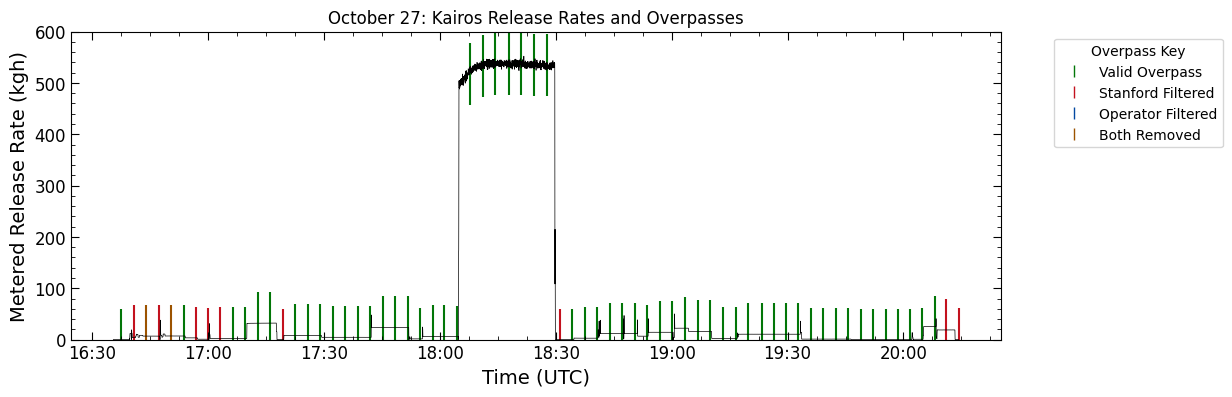 October 27: Kairos Release Rates and Overpasses
Metered Release Rate (kgh)
600
500
400
300
200
100
0
16:30 17:00 17:30 18:00 18:30 19:00 19:30 20:00
Time (UTC)
Overpass Key
Valid Overpass
Stanford Filtered
Operator Filtered
Both Removed